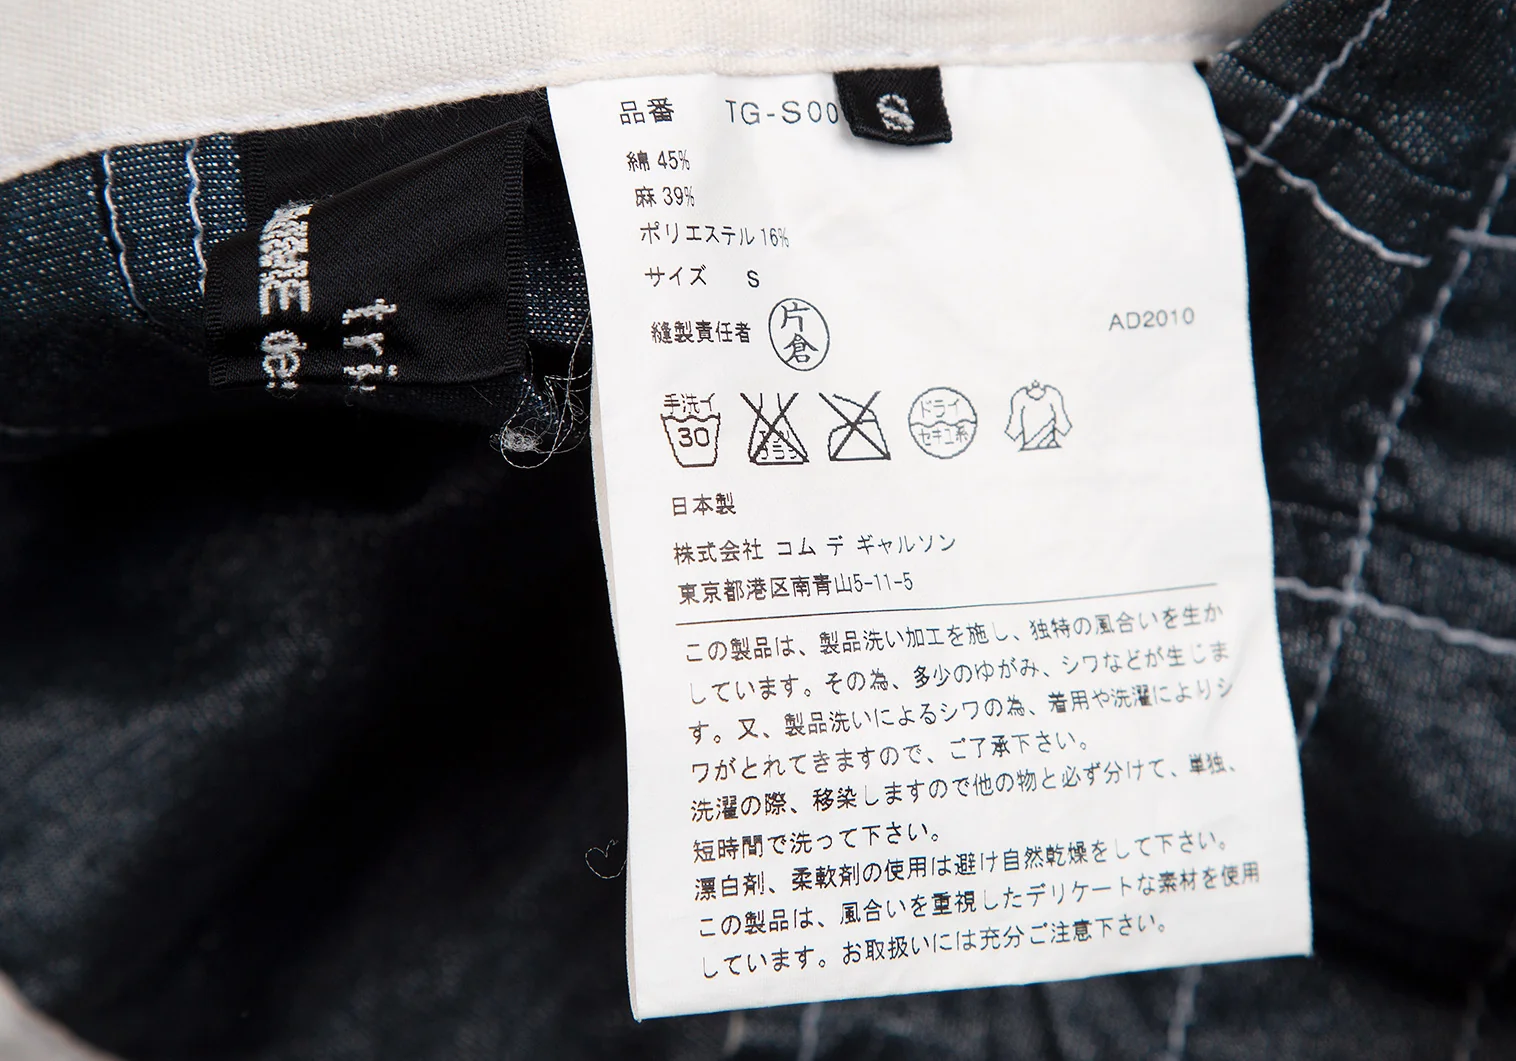 品番 TG-S00
S
綿 45%
麻 39%
ポリエステル 16%
サイズ S
縫製責任者 片倉
AD2010
手洗イ
30
ドライ
セキユ系
日本製
株式会社 コム デ ギャルソン
東京都港区南青山5-11-5
この製品は、製品洗い加工を施し、独特の風合いを生か
しています。その為、多少のゆがみ、シワなどが生じま
す。又、製品洗いによるシワの為、着用や洗濯によりシ
ワがとれてきますので、ご了承下さい。
洗濯の際、移染しますので他の物と必ず分けて、単独、
短時間で洗って下さい。
漂白剤、柔軟剤の使用は避け自然乾燥をして下さい。
この製品は、風合いを重視したデリケートな素材を使用
しています。お取扱いには充分ご注意下さい。
tri
de